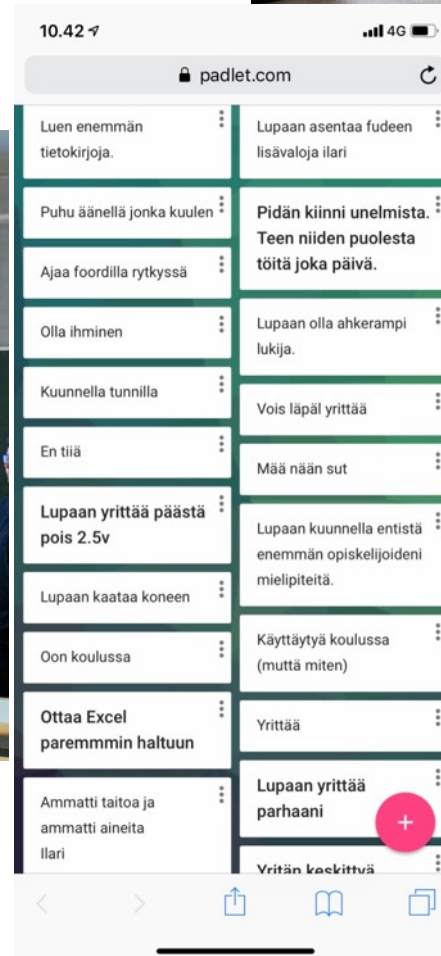 10.42
4G
padlet.com
Luen enemmän
tietokirjoja.
Puhu äänellä jonka kuulen
Ajaa foordilla rytkyssä
Olla ihminen
Kuunnella tunnilla
En tiiä
Lupaan yrittää päästä
pois 2.5v
Lupaan kaataa koneen
Oon koulussa
Ottaa Excel
paremmmin haltuun
Ammatti taitoa ja
ammatti aineita
Ilari
Lupaan asentaa fudeen
lisävaloja ilari
Pidän kiinni unelmista.
Teen niiden puolesta
töitä joka päivä.
Lupaan olla ahkerampi
lukija.
Vois läpäl yrittää
Mää nään sut
Lupaan kuunnella entistä
enemmän opiskelijoideni
mielipiteitä.
Käyttäytyä koulussa
(muttä miten)
Yrittää
Lupaan yrittää
parhaani
+
Yritän keskittyä